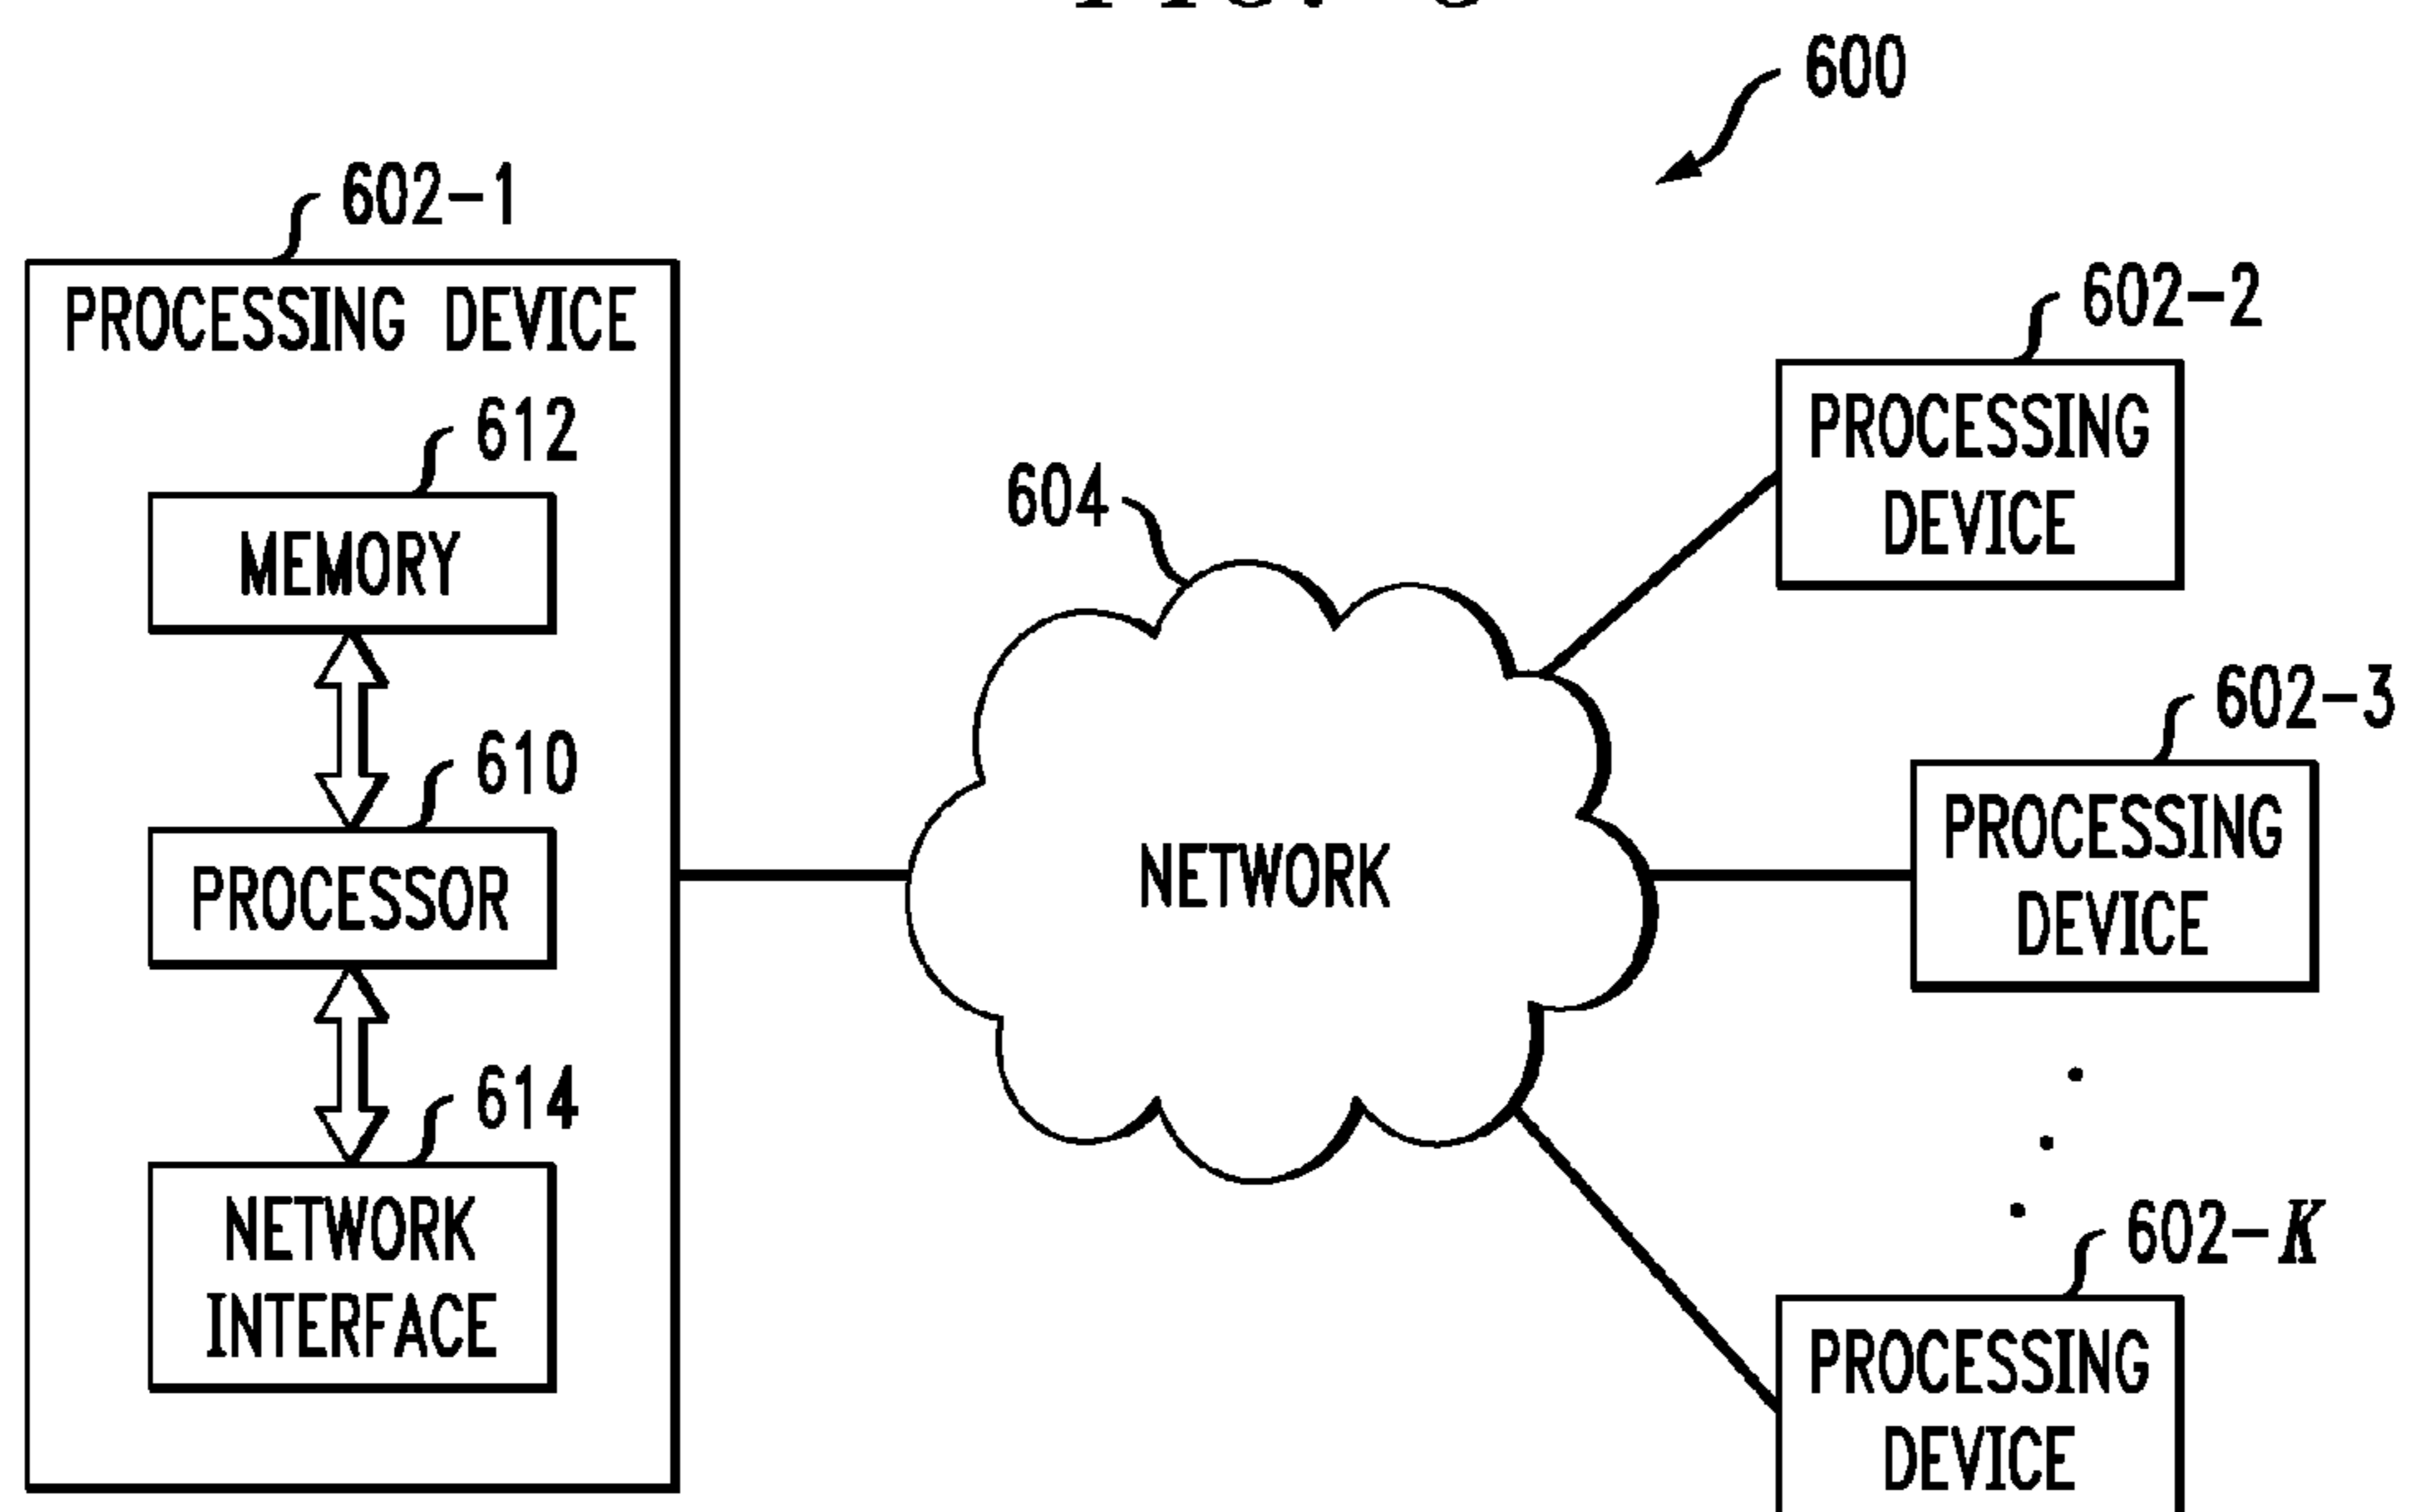 600
602-1
PROCESSING DEVICE
612
MEMORY
610
PROCESSOR
614
NETWORK
INTERFACE
604
NETWORK
602-2
PROCESSING
DEVICE
602-3
PROCESSING
DEVICE
602-K
PROCESSING
DEVICE